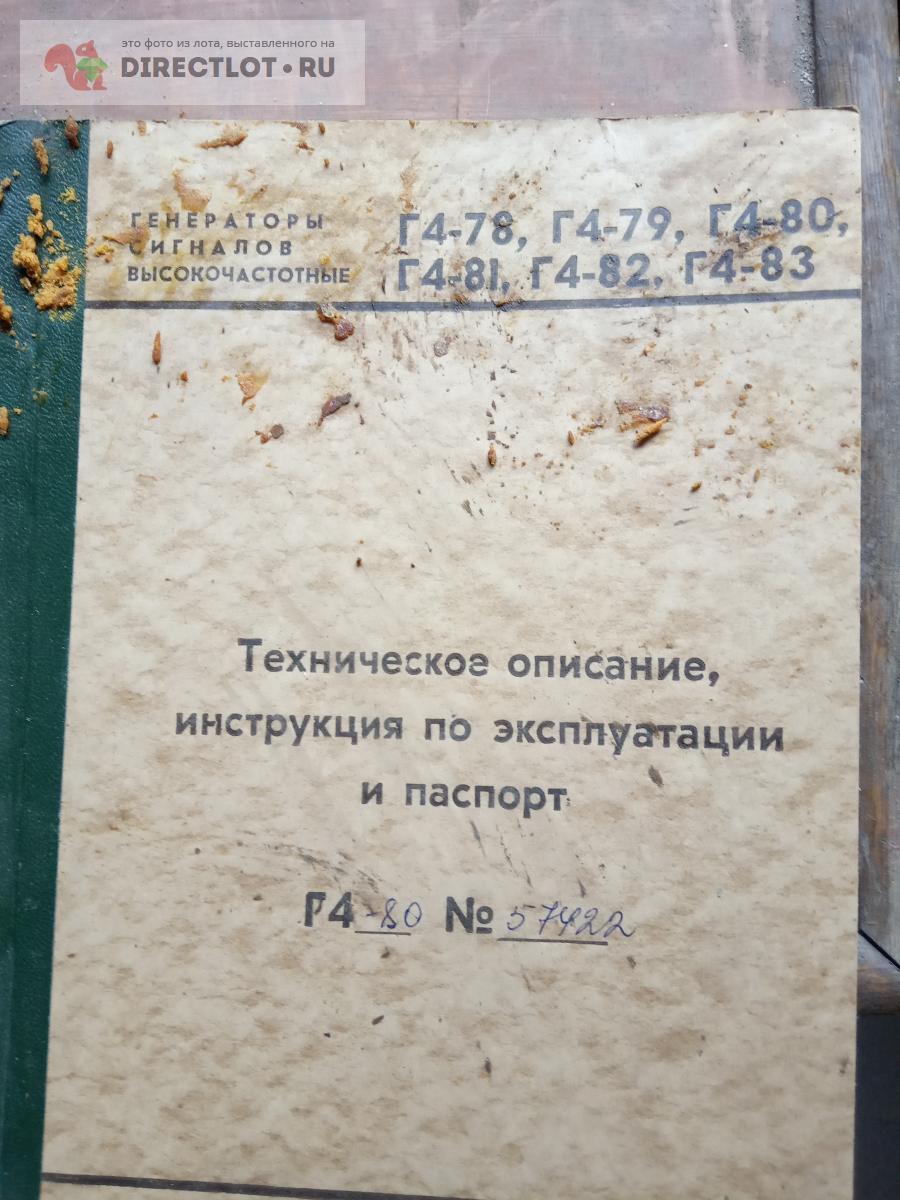 это фото из лота, выставленного на
DIRECTLOT•RU
ГЕНЕРАТОРЫ
СИГНАЛОВ
ВЫСОКОЧАСТОТНЫЕ
Г4-78, Г4-79, Г4-80,
Г4-81, Г4-82, Г4-83
Техническое описание,
инструкция по эксплуатации
и паспорт
Г4-80 № 57422